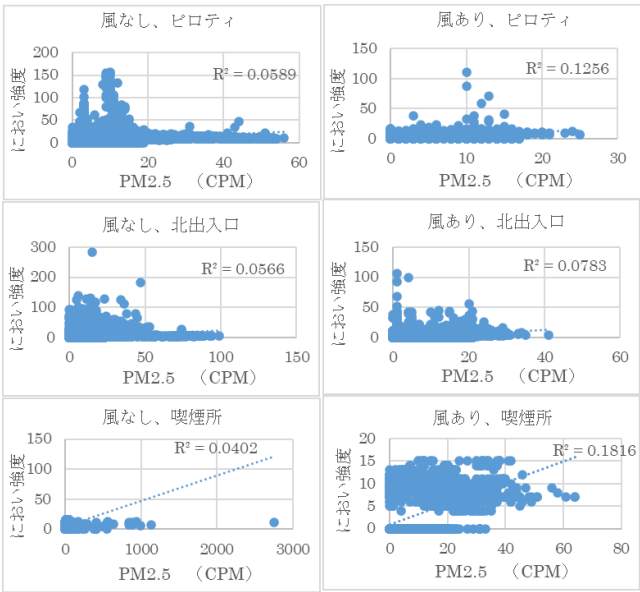 風なし、ピロティ
におい強度
200
150
100
50
0
R² = 0.0589
0
20
40
60
PM2.5 （CPM）
風あり、ピロティ
におい強度
150
100
50
0
R² = 0.1256
0
10
20
30
PM2.5 （CPM）
風なし、北出入口
におい強度
300
200
100
0
R² = 0.0566
0
50
100
150
PM2.5 （CPM）
風あり、北出入口
におい強度
150
100
50
0
R² = 0.0783
0
20
40
60
PM2.5 （CPM）
風なし、喫煙所
におい強度
150
100
50
0
R² = 0.0402
0
1000
2000
3000
PM2.5 （CPM）
風あり、喫煙所
におい強度
20
15
10
5
0
R² = 0.1816
0
20
40
60
80
PM2.5 （CPM）